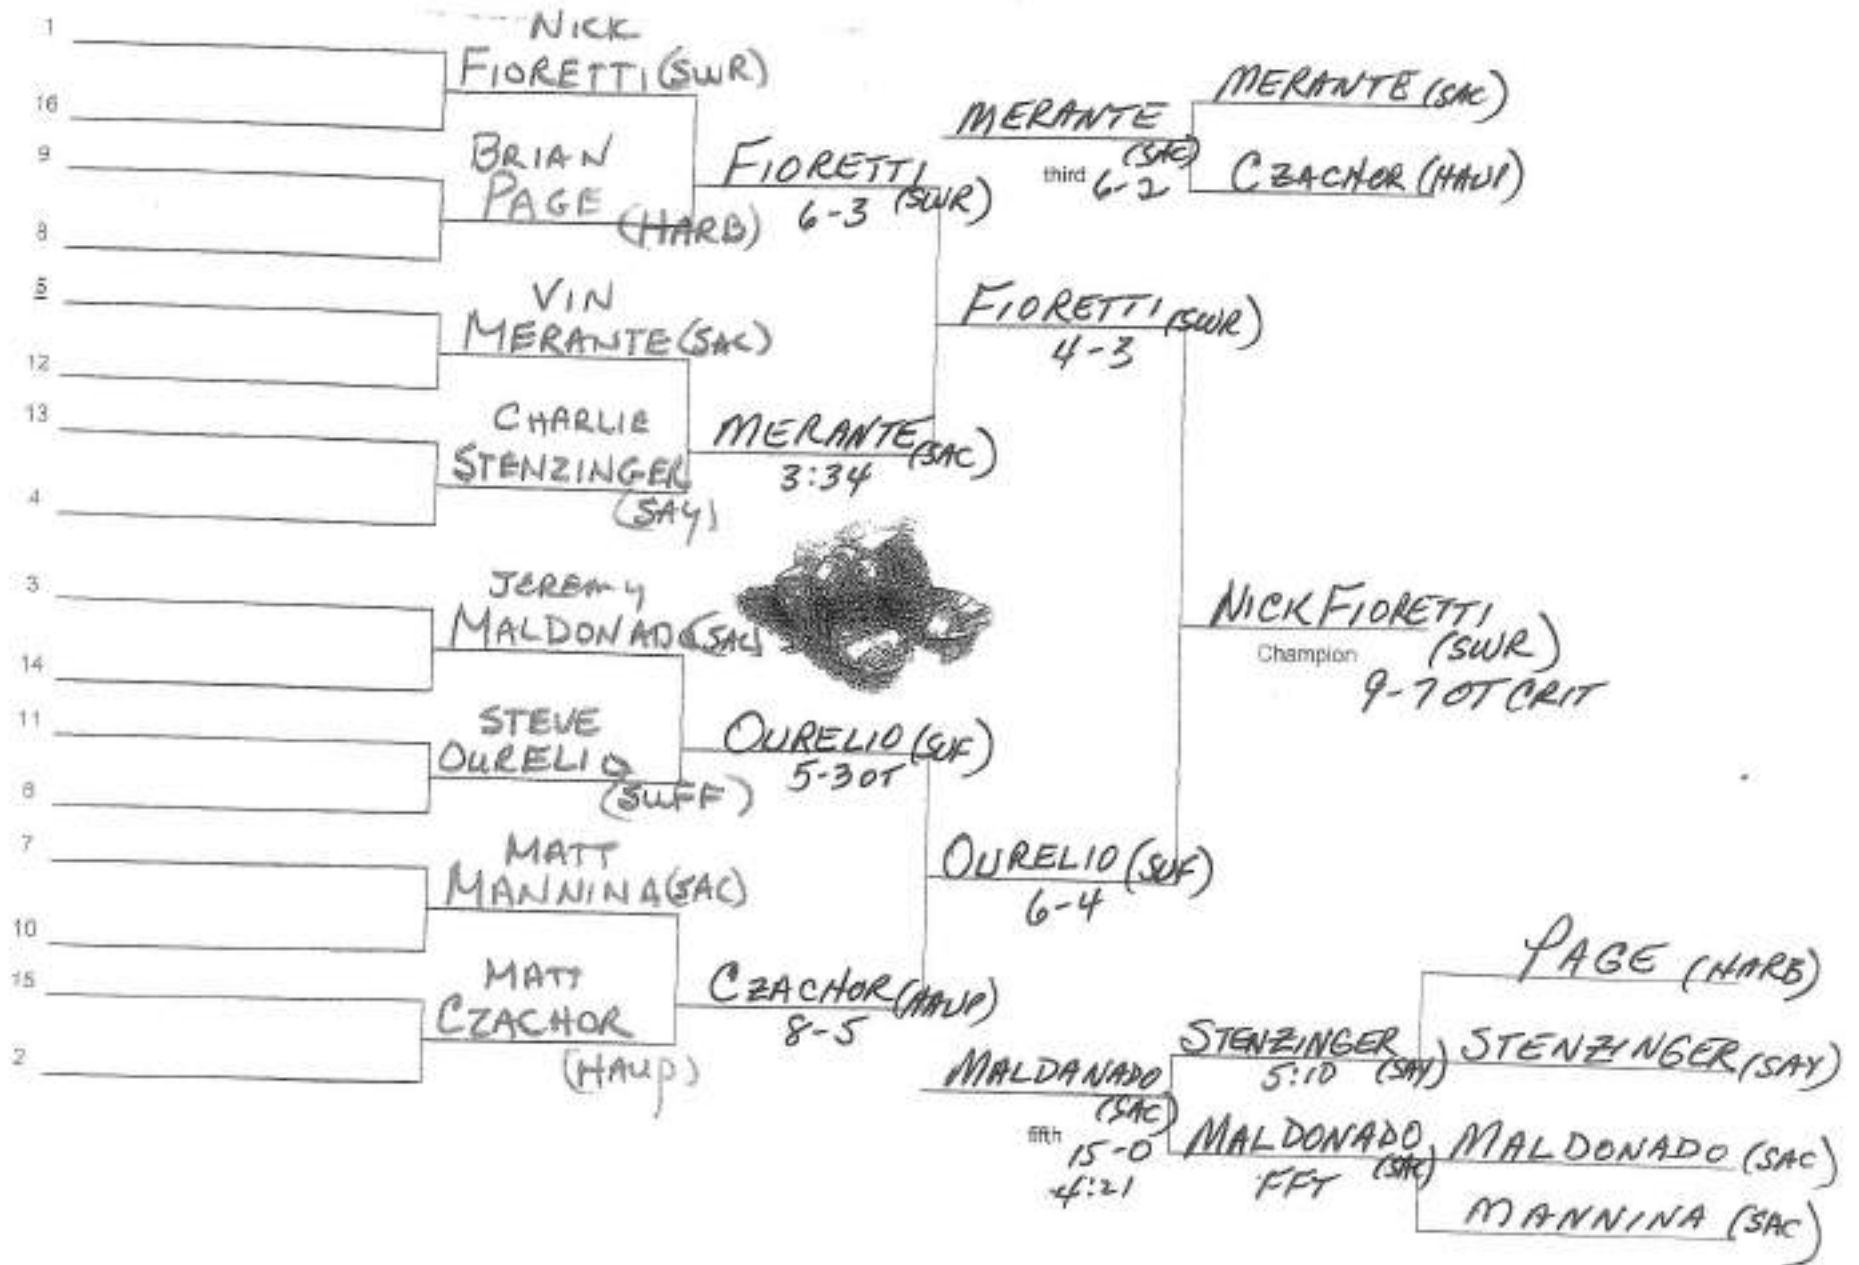 1
16
9
8
5
12
13
4
3
14
11
6
7
10
15
2
NICK
FIORETTI (SWR)
BRIAN
PAGE
(HARB)
VIN
MERANTE (SAC)
CHARLIE
STENZINGER
(SAY)
JEREMY
MALDONADO (SAC)
STEVE
OURELIO
(SUFF)
MATT
MANNINA (SAC)
MATT
CZACHOR
(HAUP)
FIORETTI
6-3 (SWR)
MERANTE (SAC)
3:34
OURELIO (SUF)
5-3 OT
CZACHOR (HAUP)
8-5
FIORETTI (SWR)
4-3
OURELIO (SUF)
6-4
NICK FIORETTI
Champion (SWR)
9-7 OT CRIT
MERANTE
(SAC)
third 6-2
MERANTE (SAC)
CZACHOR (HAUP)
MALDANADO
(SAC)
fifth
15-0
4:21
STENZINGER
5:10 (SAY)
MALDONADO
FFT (SAC)
PAGE (HARB)
STENZINGER (SAY)
MALDONADO (SAC)
MANNINA (SAC)